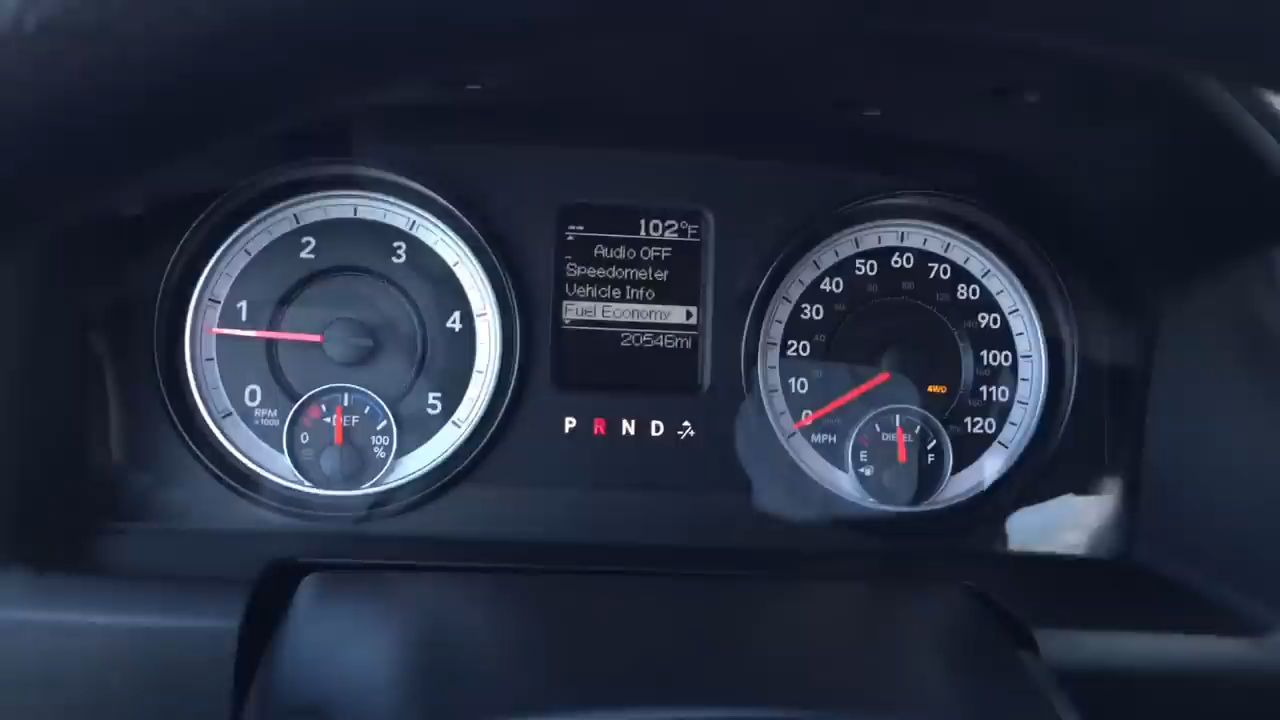 0 1 2 3 4 5
RPM
x1000
DEF
0 100
%
102°F
Audio OFF
Speedometer
Vehicle Info
Fuel Economy
20546mi
P R N D
0 10 20 30 40 50 60 70 80 90 100 110 120
MPH
4WD
DIESEL
E F